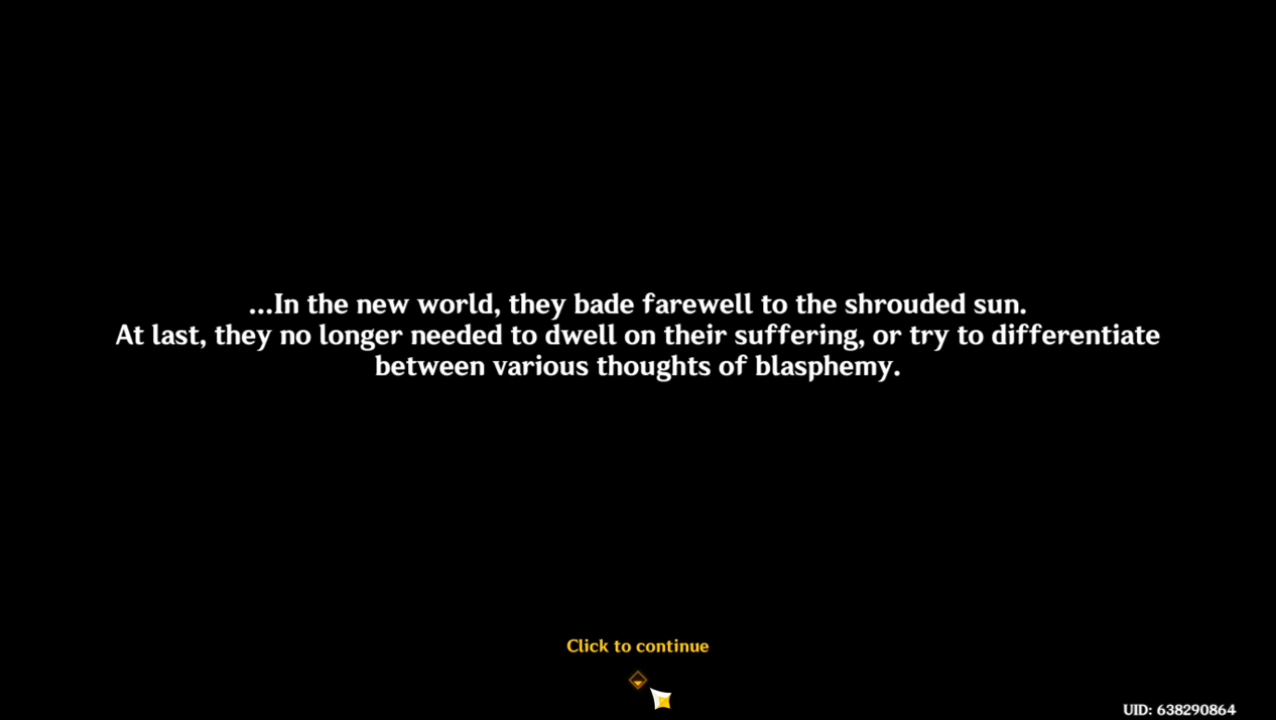 ...In the new world, they bade farewell to the shrouded sun.
At last, they no longer needed to dwell on their suffering, or try to differentiate
between various thoughts of blasphemy.
Click to continue
UID: 638290864